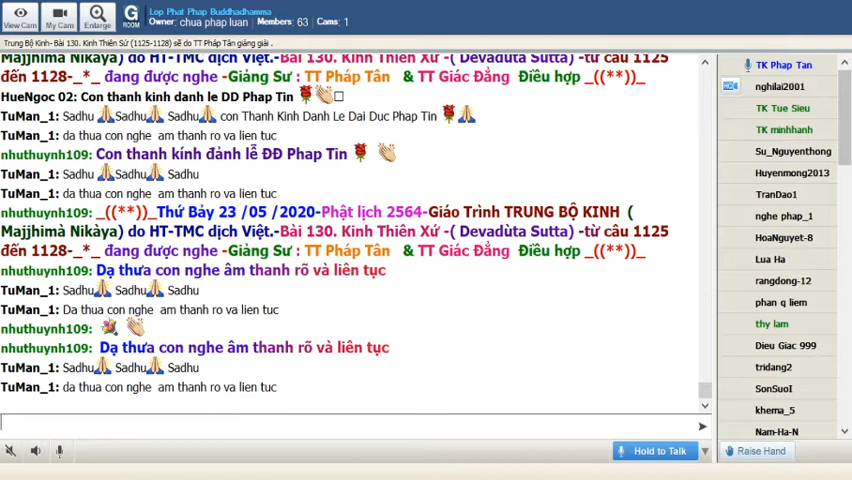 Lop Phat Phap Buddhadhamma
Owner: chua phap luan Members: 63 Cams: 1
View Cam
My Cam
Enlarge
G
ROOM
Trung Bộ Kinh- Bài 130. Kinh Thiên Sứ (1125-1128) sẽ do TT Pháp Tân giảng giải .
Majjhimà Nikàya) do HT-TMC dịch Việt.-Bài 130. Kinh Thiên Xứ -( Devadùta Sutta) -từ câu 1125
đến 1128-_*_ đang được nghe -Giảng Sư : TT Pháp Tân & TT Giác Đẳng Điều hợp _((**))_
HueNgoc 02: Con thanh kinh danh le DD Phap Tin 🌹👏□
TuMan_1: Sadhu 🙏Sadhu🙏Sadhu🙏 con Thanh Kinh Danh Le Dai Duc Phap Tin 🌹🙏
TuMan_1: da thua con nghe am thanh ro va lien tuc
nhuthuynh109: Con thanh kính đảnh lễ ĐĐ Phap Tin 🌹 👏
TuMan_1: Sadhu🙏Sadhu🙏 Sadhu
TuMan_1: da thua con nghe am thanh ro va lien tuc
nhuthuynh109: _((**))_Thứ Bảy 23 /05 /2020-Phật lịch 2564-Giáo Trình TRUNG BỘ KINH (
Majjhimà Nikàya) do HT-TMC dịch Việt.-Bài 130. Kinh Thiên Xứ -( Devadùta Sutta) -từ câu 1125
đến 1128-_*_ đang được nghe -Giảng Sư : TT Pháp Tân & TT Giác Đẳng Điều hợp _((**))_
nhuthuynh109: Dạ thưa con nghe âm thanh rõ và liên tục
TuMan_1: Sadhu🙏Sadhu🙏 Sadhu
TuMan_1: Da thua con nghe am thanh ro va lien tuc
nhuthuynh109: 💐 👏
nhuthuynh109: Dạ thưa con nghe âm thanh rõ và liên tục
TuMan_1: Sadhu🙏Sadhu🙏 Sadhu
TuMan_1: da thua con nghe am thanh ro va lien tuc
Hold to Talk
TK Phap Tan
nghilai2001
TK Tue Sieu
TK minhhanh
Su_Nguyenthong
Huyenmong2013
TranDao1
nghe phap_1
HoaNguyet-8
Lua Ha
rangdong-12
phan q liem
thy lam
Dieu Giac 999
tridang2
SonSuoI
khema_5
Nam-Ha-N
Raise Hand